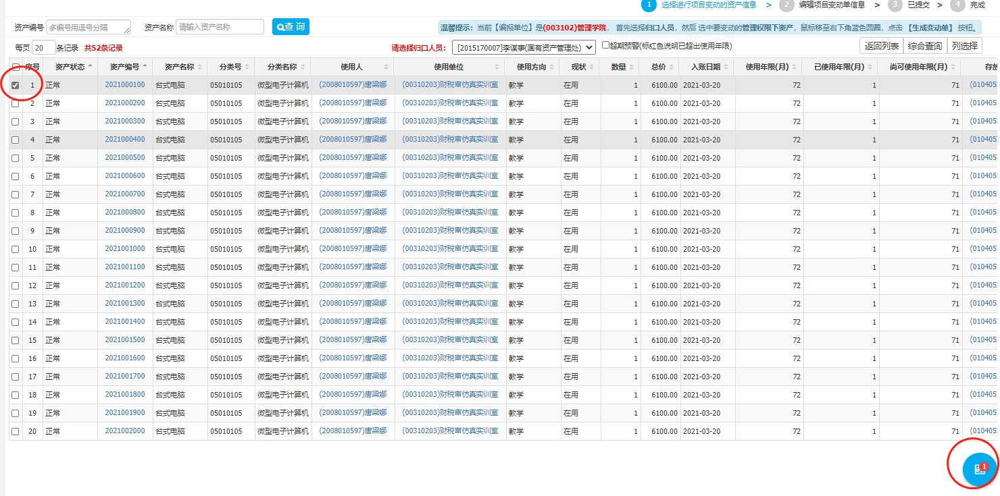 1 选择进行项目变动的资产信息 > 2 编辑项目变动单信息 > 3 已提交 > 4 完成
资产编号 多编号用逗号分隔 资产名称 请输入资产名称 查 询 温馨提示：当前【编报单位】是(003102)管理学院， 首先选择归口人员，然后 选中要变动的管理权限下资产，鼠标移至右下角蓝色圆圈，点击 【生成变动单】 按钮。
每页 20 条记录 共52条记录 请选择归口人员： [2015170007]李谋事(国有资产管理处) 超期预警(标红色说明已超出使用年限) 返回列表 综合查询 列选择
序号 资产状态 资产编号 资产名称 分类号 分类名称 使用人 使用单位 使用方向 现状 数量 总价 入账日期 使用年限(月) 已使用年限(月) 尚可使用年限(月) 存放
1 正常 2021000100 台式电脑 05010105 微型电子计算机 (2008010597)唐梁娜 (00310203)财税审仿真实训室 教学 在用 1 6100.00 2021-03-20 72 1 71 (010405
2 正常 2021000200 台式电脑 05010105 微型电子计算机 (2008010597)唐梁娜 (00310203)财税审仿真实训室 教学 在用 1 6100.00 2021-03-20 72 1 71 (010405
3 正常 2021000300 台式电脑 05010105 微型电子计算机 (2008010597)唐梁娜 (00310203)财税审仿真实训室 教学 在用 1 6100.00 2021-03-20 72 1 71 (010405
4 正常 2021000400 台式电脑 05010105 微型电子计算机 (2008010597)唐梁娜 (00310203)财税审仿真实训室 教学 在用 1 6100.00 2021-03-20 72 1 71 (010405
5 正常 2021000500 台式电脑 05010105 微型电子计算机 (2008010597)唐梁娜 (00310203)财税审仿真实训室 教学 在用 1 6100.00 2021-03-20 72 1 71 (010405
6 正常 2021000600 台式电脑 05010105 微型电子计算机 (2008010597)唐梁娜 (00310203)财税审仿真实训室 教学 在用 1 6100.00 2021-03-20 72 1 71 (010405
7 正常 2021000700 台式电脑 05010105 微型电子计算机 (2008010597)唐梁娜 (00310203)财税审仿真实训室 教学 在用 1 6100.00 2021-03-20 72 1 71 (010405
8 正常 2021000800 台式电脑 05010105 微型电子计算机 (2008010597)唐梁娜 (00310203)财税审仿真实训室 教学 在用 1 6100.00 2021-03-20 72 1 71 (010405
9 正常 2021000900 台式电脑 05010105 微型电子计算机 (2008010597)唐梁娜 (00310203)财税审仿真实训室 教学 在用 1 6100.00 2021-03-20 72 1 71 (010405
10 正常 2021001000 台式电脑 05010105 微型电子计算机 (2008010597)唐梁娜 (00310203)财税审仿真实训室 教学 在用 1 6100.00 2021-03-20 72 1 71 (010405
11 正常 2021001100 台式电脑 05010105 微型电子计算机 (2008010597)唐梁娜 (00310203)财税审仿真实训室 教学 在用 1 6100.00 2021-03-20 72 1 71 (010405
12 正常 2021001200 台式电脑 05010105 微型电子计算机 (2008010597)唐梁娜 (00310203)财税审仿真实训室 教学 在用 1 6100.00 2021-03-20 72 1 71 (010405
13 正常 2021001300 台式电脑 05010105 微型电子计算机 (2008010597)唐梁娜 (00310203)财税审仿真实训室 教学 在用 1 6100.00 2021-03-20 72 1 71 (010405
14 正常 2021001400 台式电脑 05010105 微型电子计算机 (2008010597)唐梁娜 (00310203)财税审仿真实训室 教学 在用 1 6100.00 2021-03-20 72 1 71 (010405
15 正常 2021001500 台式电脑 05010105 微型电子计算机 (2008010597)唐梁娜 (00310203)财税审仿真实训室 教学 在用 1 6100.00 2021-03-20 72 1 71 (010405
16 正常 2021001600 台式电脑 05010105 微型电子计算机 (2008010597)唐梁娜 (00310203)财税审仿真实训室 教学 在用 1 6100.00 2021-03-20 72 1 71 (010405
17 正常 2021001700 台式电脑 05010105 微型电子计算机 (2008010597)唐梁娜 (00310203)财税审仿真实训室 教学 在用 1 6100.00 2021-03-20 72 1 71 (010405
18 正常 2021001800 台式电脑 05010105 微型电子计算机 (2008010597)唐梁娜 (00310203)财税审仿真实训室 教学 在用 1 6100.00 2021-03-20 72 1 71 (010405
19 正常 2021001900 台式电脑 05010105 微型电子计算机 (2008010597)唐梁娜 (00310203)财税审仿真实训室 教学 在用 1 6100.00 2021-03-20 72 1 71 (010405
20 正常 2021002000 台式电脑 05010105 微型电子计算机 (2008010597)唐梁娜 (00310203)财税审仿真实训室 教学 在用 1 6100.00 2021-03-20 72 1 71 (010405
1